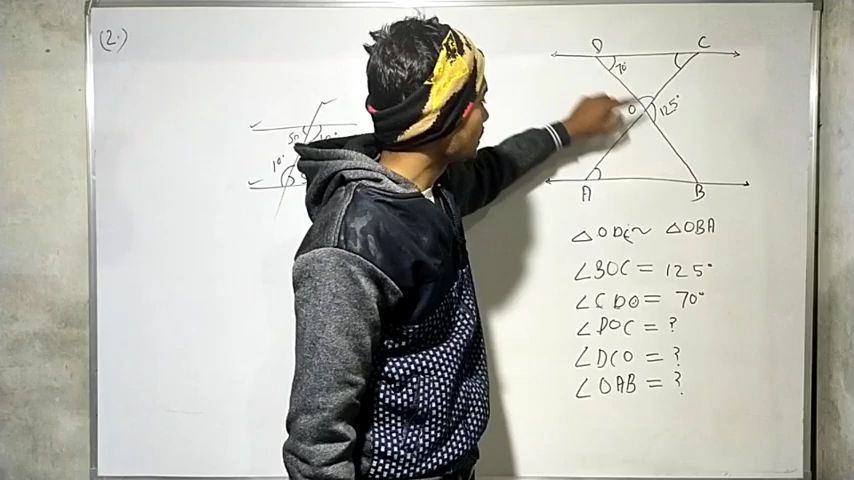 (2.)
D C
70°
O 125°
A B
50
10°
△ODC ~ △OBA
∠BOC = 125°
∠CDO = 70°
∠DOC = ?
∠DCO = ?
∠OAB = ?